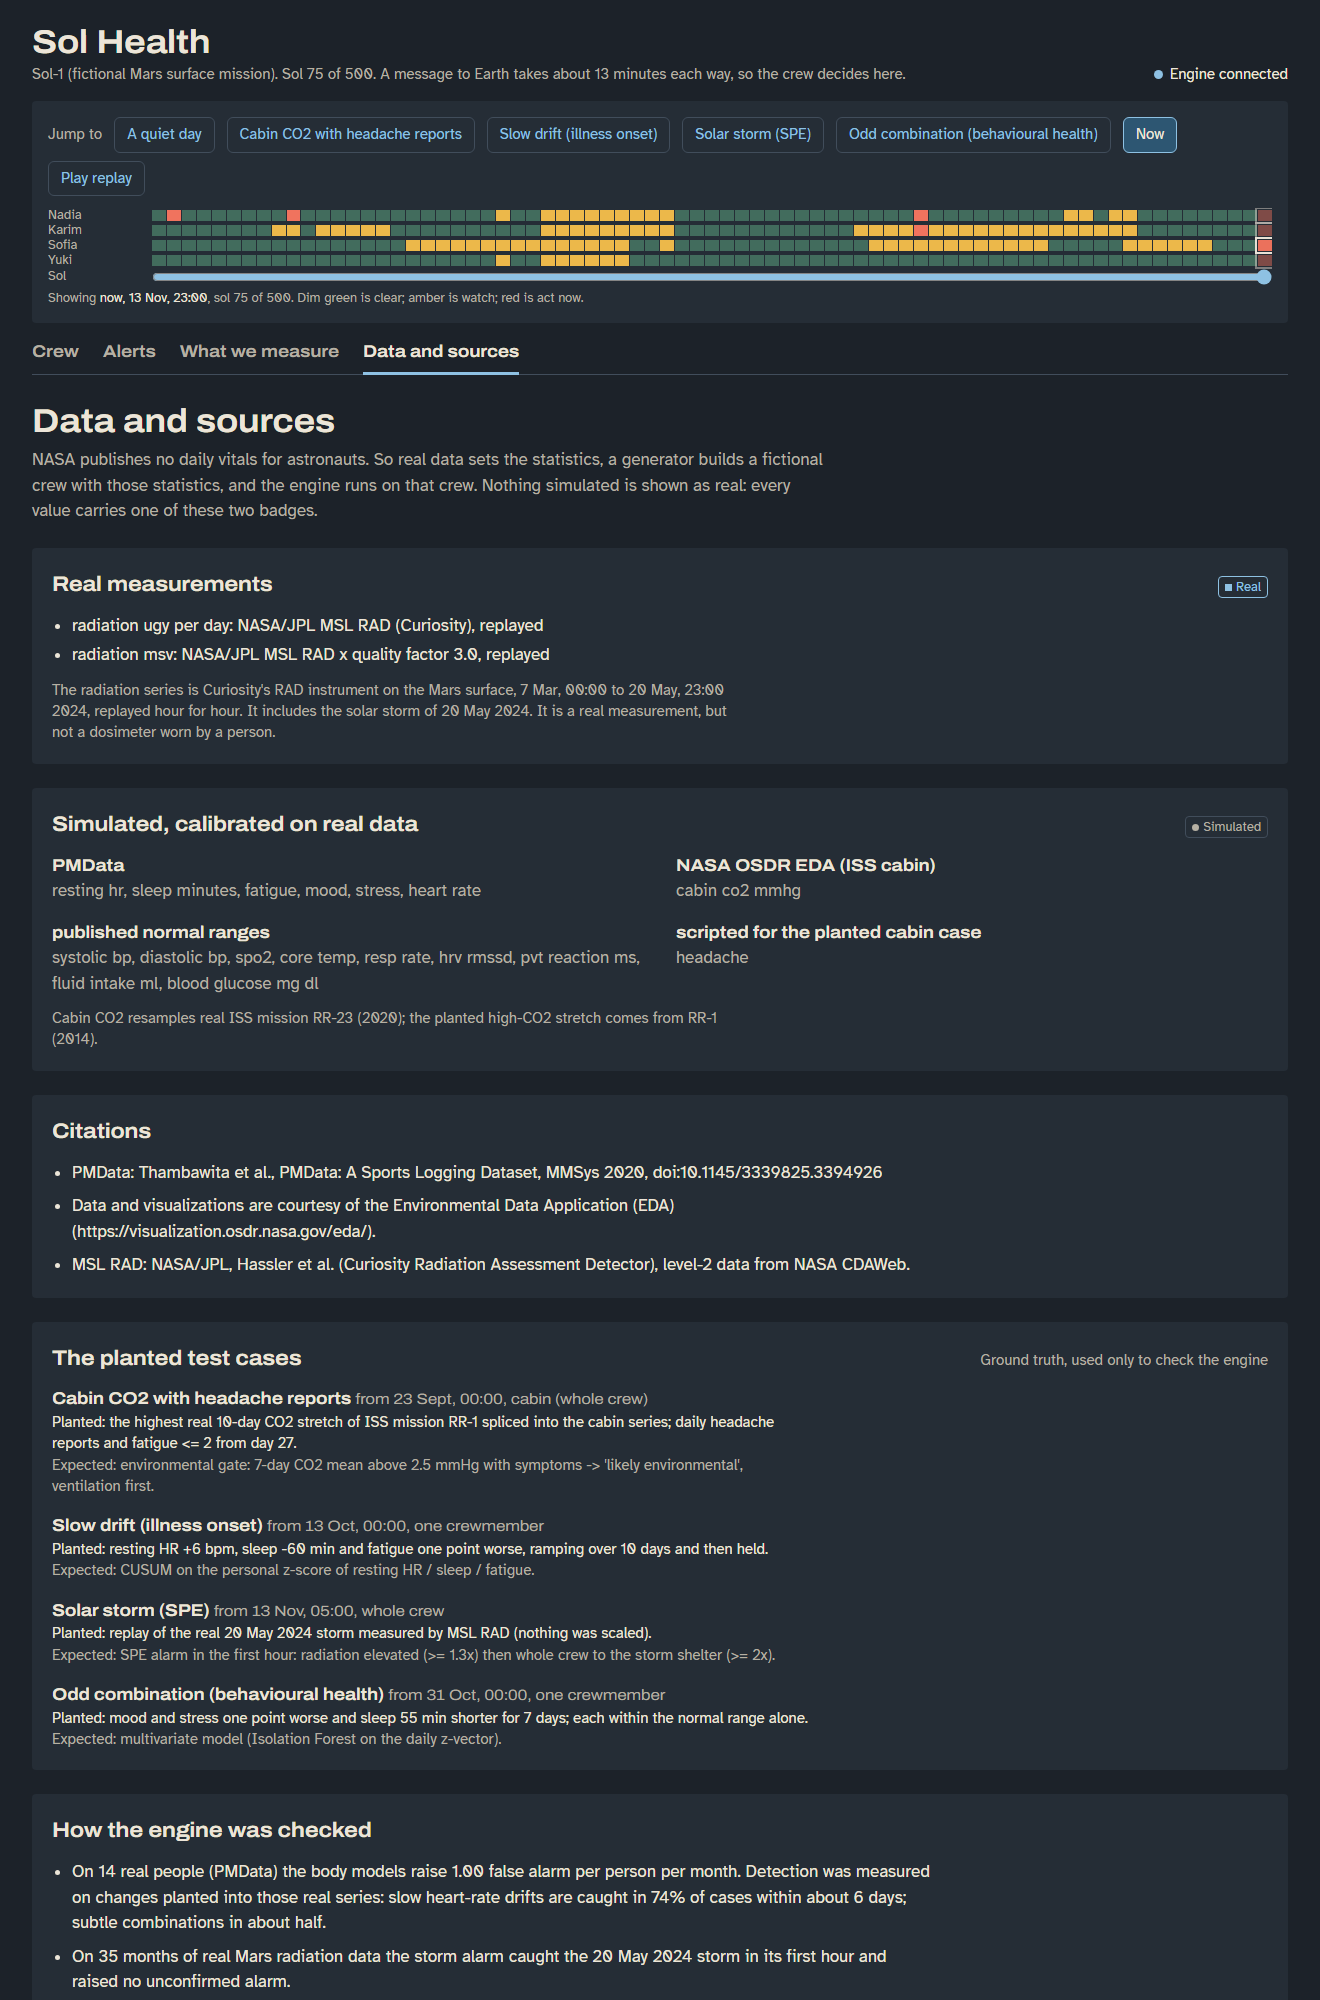 Sol Health
Sol-1 (fictional Mars surface mission). Sol 75 of 500. A message to Earth takes about 13 minutes each way, so the crew decides here.
Engine connected
Jump to
A quiet day
Cabin CO2 with headache reports
Slow drift (illness onset)
Solar storm (SPE)
Odd combination (behavioural health)
Now
Play replay
Nadia
Karim
Sofia
Yuki
Sol
Showing now, 13 Nov, 23:00, sol 75 of 500. Dim green is clear; amber is watch; red is act now.
Crew
Alerts
What we measure
Data and sources
Data and sources
NASA publishes no daily vitals for astronauts. So real data sets the statistics, a generator builds a fictional
crew with those statistics, and the engine runs on that crew. Nothing simulated is shown as real: every
value carries one of these two badges.
Real measurements
Real
• radiation ugy per day: NASA/JPL MSL RAD (Curiosity), replayed
• radiation msv: NASA/JPL MSL RAD x quality factor 3.0, replayed
The radiation series is Curiosity's RAD instrument on the Mars surface, 7 Mar, 00:00 to 20 May, 23:00
2024, replayed hour for hour. It includes the solar storm of 20 May 2024. It is a real measurement, but
not a dosimeter worn by a person.
Simulated, calibrated on real data
Simulated
PMData
resting hr, sleep minutes, fatigue, mood, stress, heart rate
NASA OSDR EDA (ISS cabin)
cabin co2 mmhg
published normal ranges
systolic bp, diastolic bp, spo2, core temp, resp rate, hrv rmssd, pvt reaction ms,
fluid intake ml, blood glucose mg dl
scripted for the planted cabin case
headache
Cabin CO2 resamples real ISS mission RR-23 (2020); the planted high-CO2 stretch comes from RR-1
(2014).
Citations
• PMData: Thambawita et al., PMData: A Sports Logging Dataset, MMSys 2020, doi:10.1145/3339825.3394926
• Data and visualizations are courtesy of the Environmental Data Application (EDA)
(https://visualization.osdr.nasa.gov/eda/).
• MSL RAD: NASA/JPL, Hassler et al. (Curiosity Radiation Assessment Detector), level-2 data from NASA CDAWeb.
The planted test cases
Ground truth, used only to check the engine
Cabin CO2 with headache reports from 23 Sept, 00:00, cabin (whole crew)
Planted: the highest real 10-day CO2 stretch of ISS mission RR-1 spliced into the cabin series; daily headache
reports and fatigue <= 2 from day 27.
Expected: environmental gate: 7-day CO2 mean above 2.5 mmHg with symptoms -> 'likely environmental',
ventilation first.
Slow drift (illness onset) from 13 Oct, 00:00, one crewmember
Planted: resting HR +6 bpm, sleep -60 min and fatigue one point worse, ramping over 10 days and then held.
Expected: CUSUM on the personal z-score of resting HR / sleep / fatigue.
Solar storm (SPE) from 13 Nov, 05:00, whole crew
Planted: replay of the real 20 May 2024 storm measured by MSL RAD (nothing was scaled).
Expected: SPE alarm in the first hour: radiation elevated (>= 1.3x) then whole crew to the storm shelter (>= 2x).
Odd combination (behavioural health) from 31 Oct, 00:00, one crewmember
Planted: mood and stress one point worse and sleep 55 min shorter for 7 days; each within the normal range alone.
Expected: multivariate model (Isolation Forest on the daily z-vector).
How the engine was checked
• On 14 real people (PMData) the body models raise 1.00 false alarm per person per month. Detection was measured
on changes planted into those real series: slow heart-rate drifts are caught in 74% of cases within about 6 days;
subtle combinations in about half.
• On 35 months of real Mars radiation data the storm alarm caught the 20 May 2024 storm in its first hour and
raised no unconfirmed alarm.